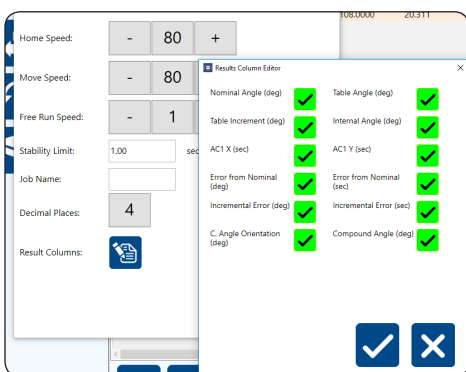 108.0000 20.311
Home Speed: - 80 +
Move Speed: - 80
Free Run Speed: - 1
Stability Limit: 1.00 sec
Job Name:
Decimal Places: 4
Result Columns:
Results Column Editor
Nominal Angle (deg) Table Angle (deg)
Table Increment (deg) Internal Angle (deg)
AC1 X (sec) AC1 Y (sec)
Error from Nominal Error from Nominal
(deg) (sec)
Incremental Error (deg) Incremental Error (sec)
C. Angle Orientation Compound Angle (deg)
(deg)